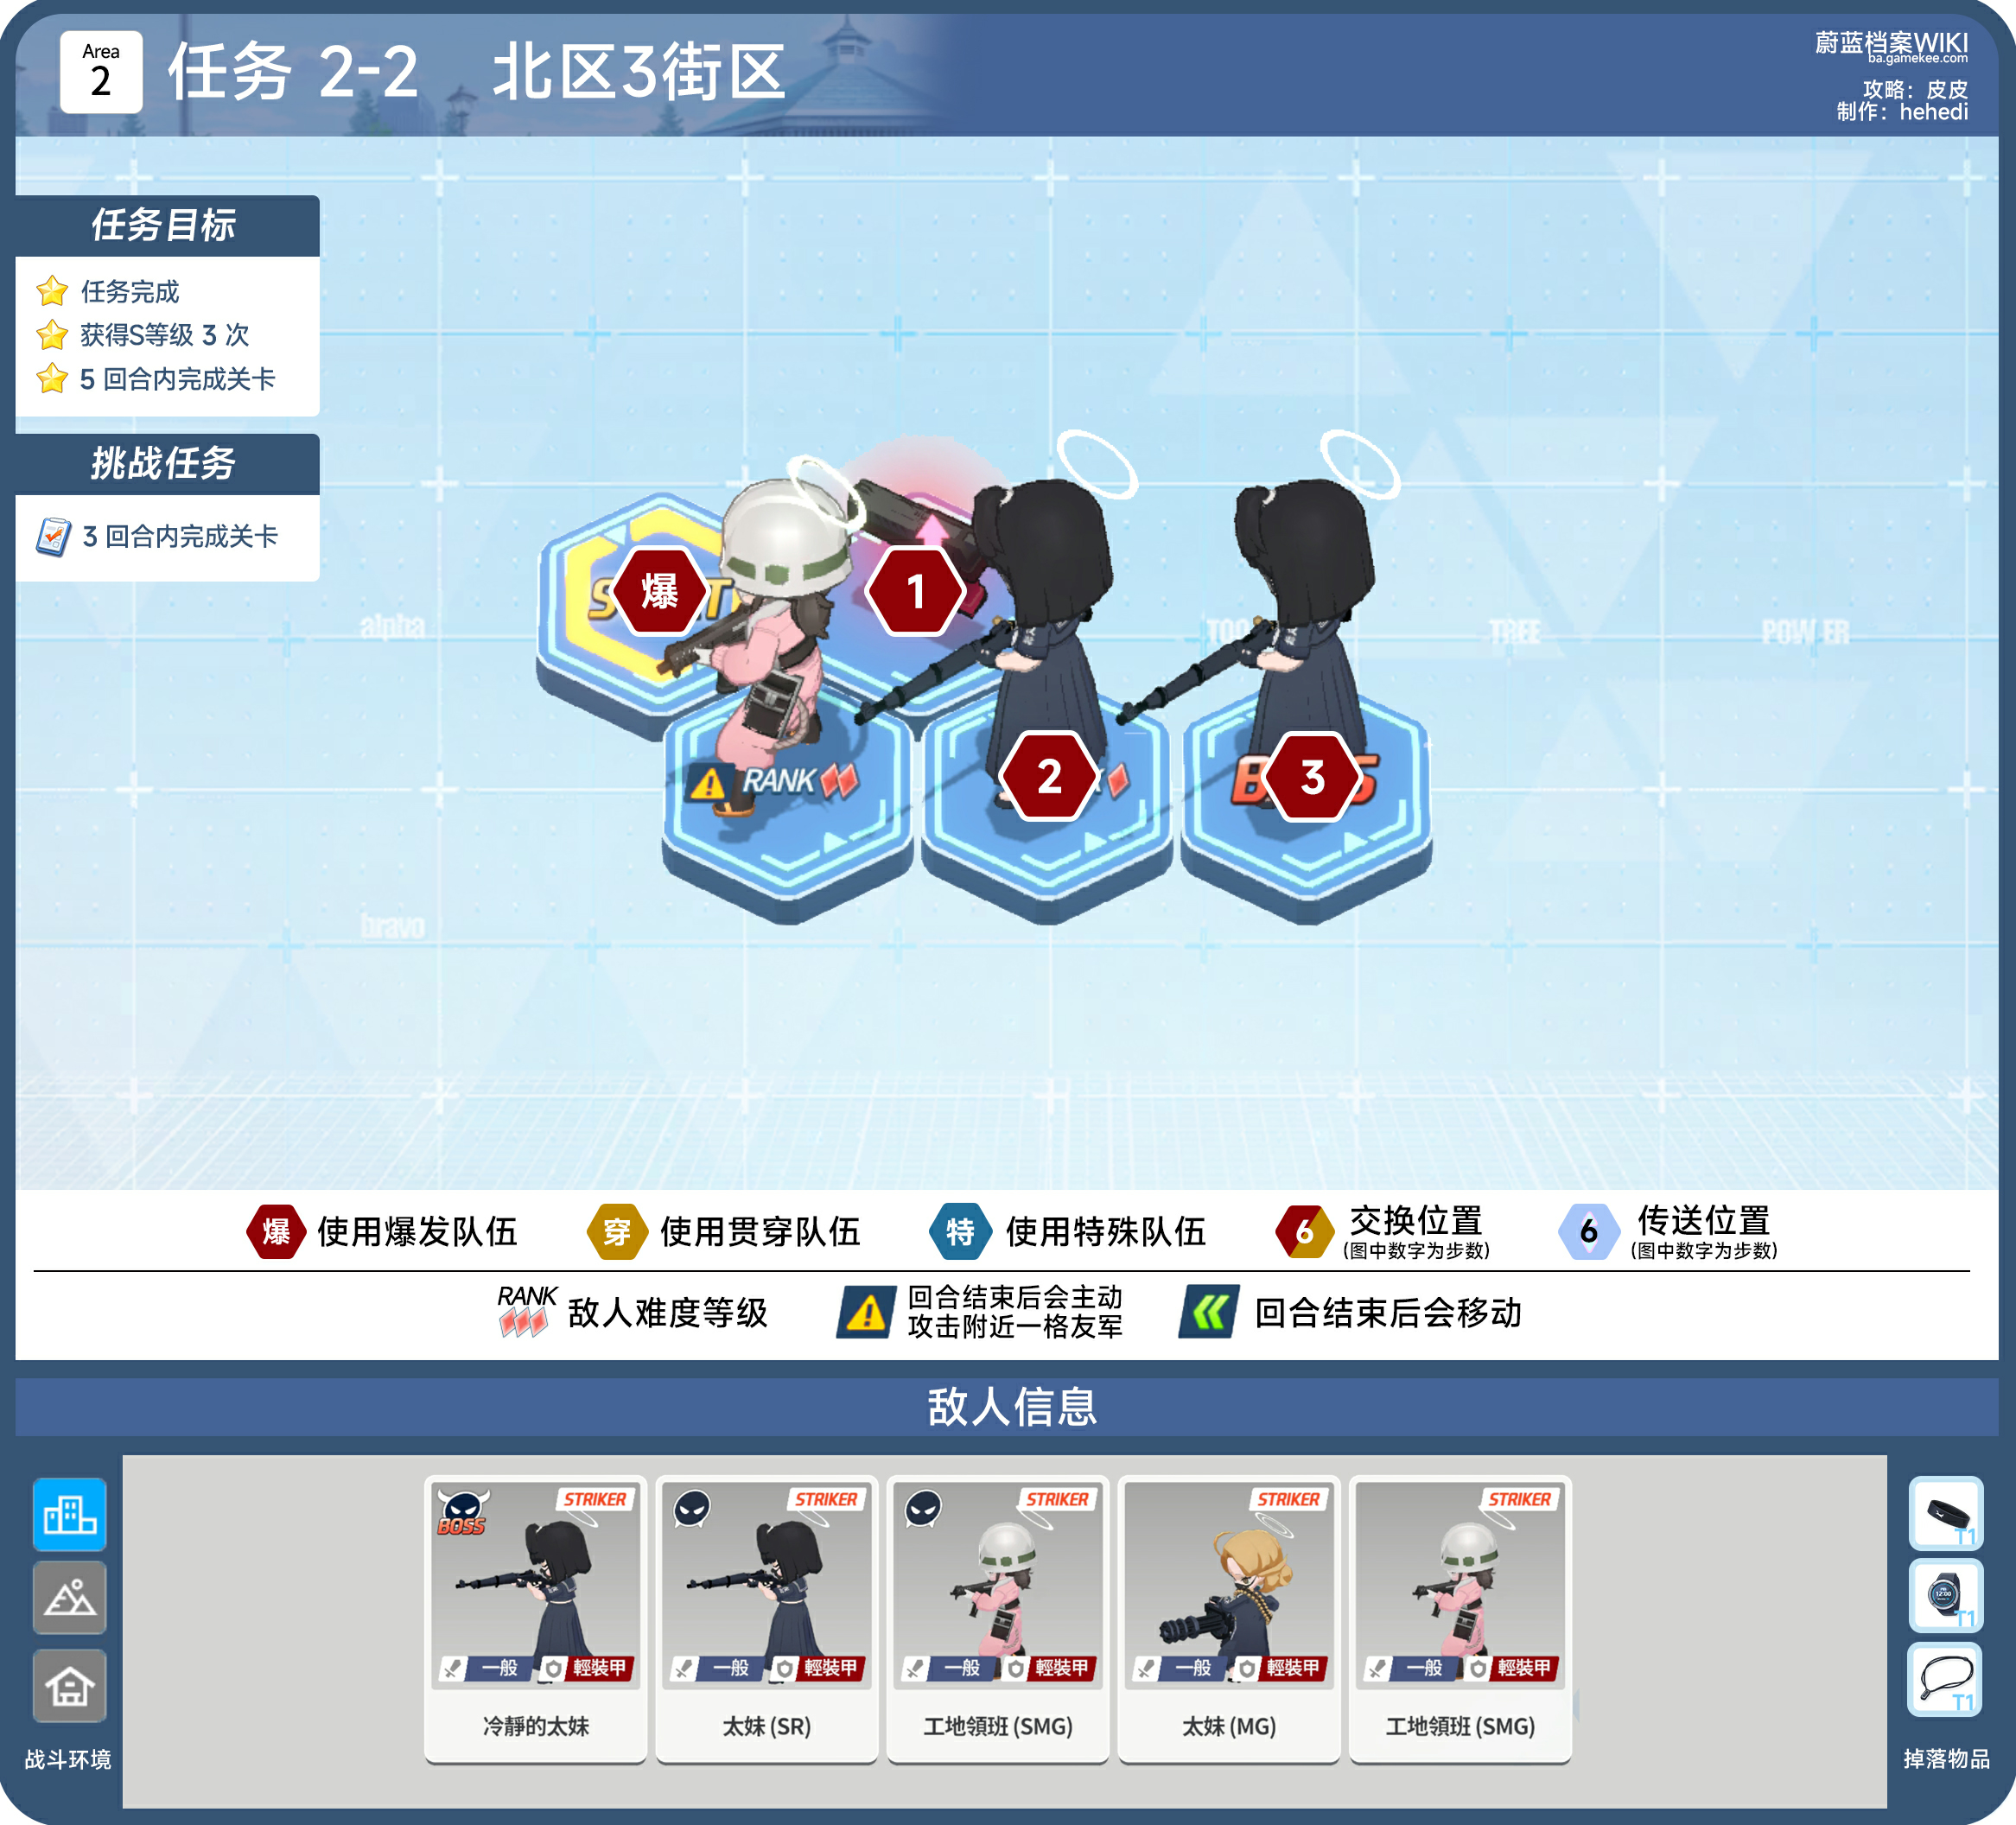 Area
2
任务 2-2 北区3街区
蔚蓝档案WIKI
ba.gamekee.com
攻略：皮皮
制作：hehedi
任务目标
任务完成
获得S等级 3 次
5 回合内完成关卡
挑战任务
3 回合内完成关卡
爆
1
alpha
TREE
POWER
RANK
2
3
bravo
爆 使用爆发队伍
穿 使用贯穿队伍
特 使用特殊队伍
6 交换位置
(图中数字为步数)
6 传送位置
(图中数字为步数)
RANK 敌人难度等级
回合结束后会主动
攻击附近一格友军
回合结束后会移动
敌人信息
BOSS STRIKER
一般 輕裝甲
冷靜的太妹
STRIKER
一般 輕裝甲
太妹 (SR)
STRIKER
一般 輕裝甲
工地領班 (SMG)
STRIKER
一般 輕裝甲
太妹 (MG)
STRIKER
一般 輕裝甲
工地領班 (SMG)
战斗环境
T1
12:00
T1
T1
掉落物品